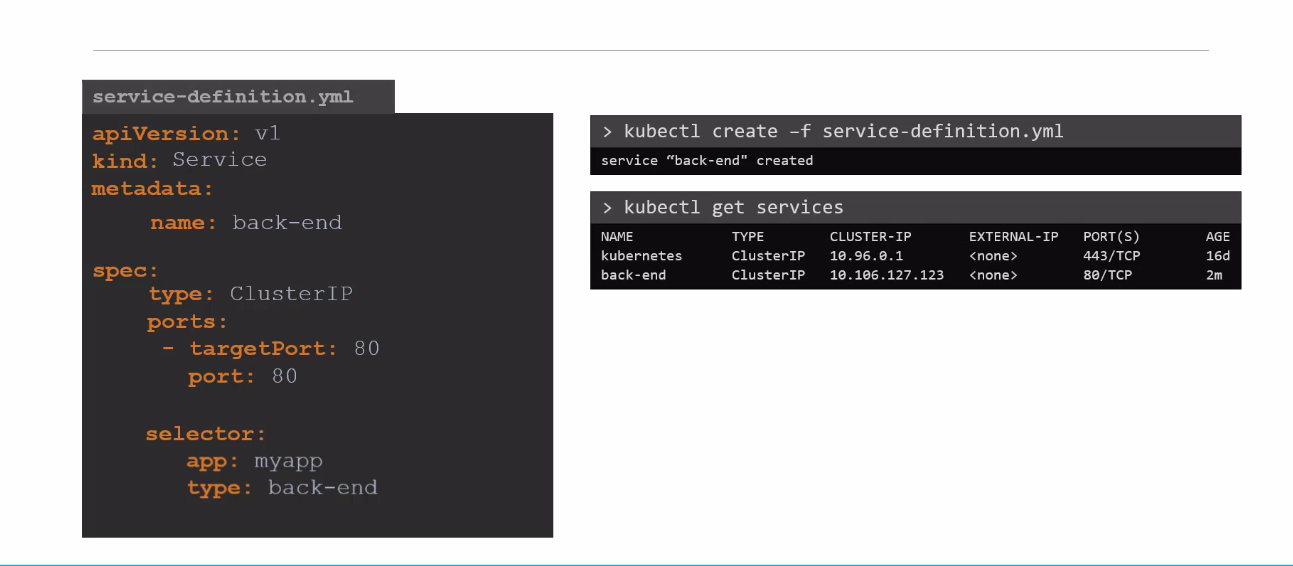 service-definition.yml
apiVersion: v1
kind: Service
metadata:
name: back-end
spec:
type: ClusterIP
ports:
- targetPort: 80
port: 80
selector:
app: myapp
type: back-end
> kubectl create –f service-definition.yml
service “back-end" created
> kubectl get services
NAME TYPE CLUSTER-IP EXTERNAL-IP PORT(S) AGE
kubernetes ClusterIP 10.96.0.1 <none> 443/TCP 16d
back-end ClusterIP 10.106.127.123 <none> 80/TCP 2m